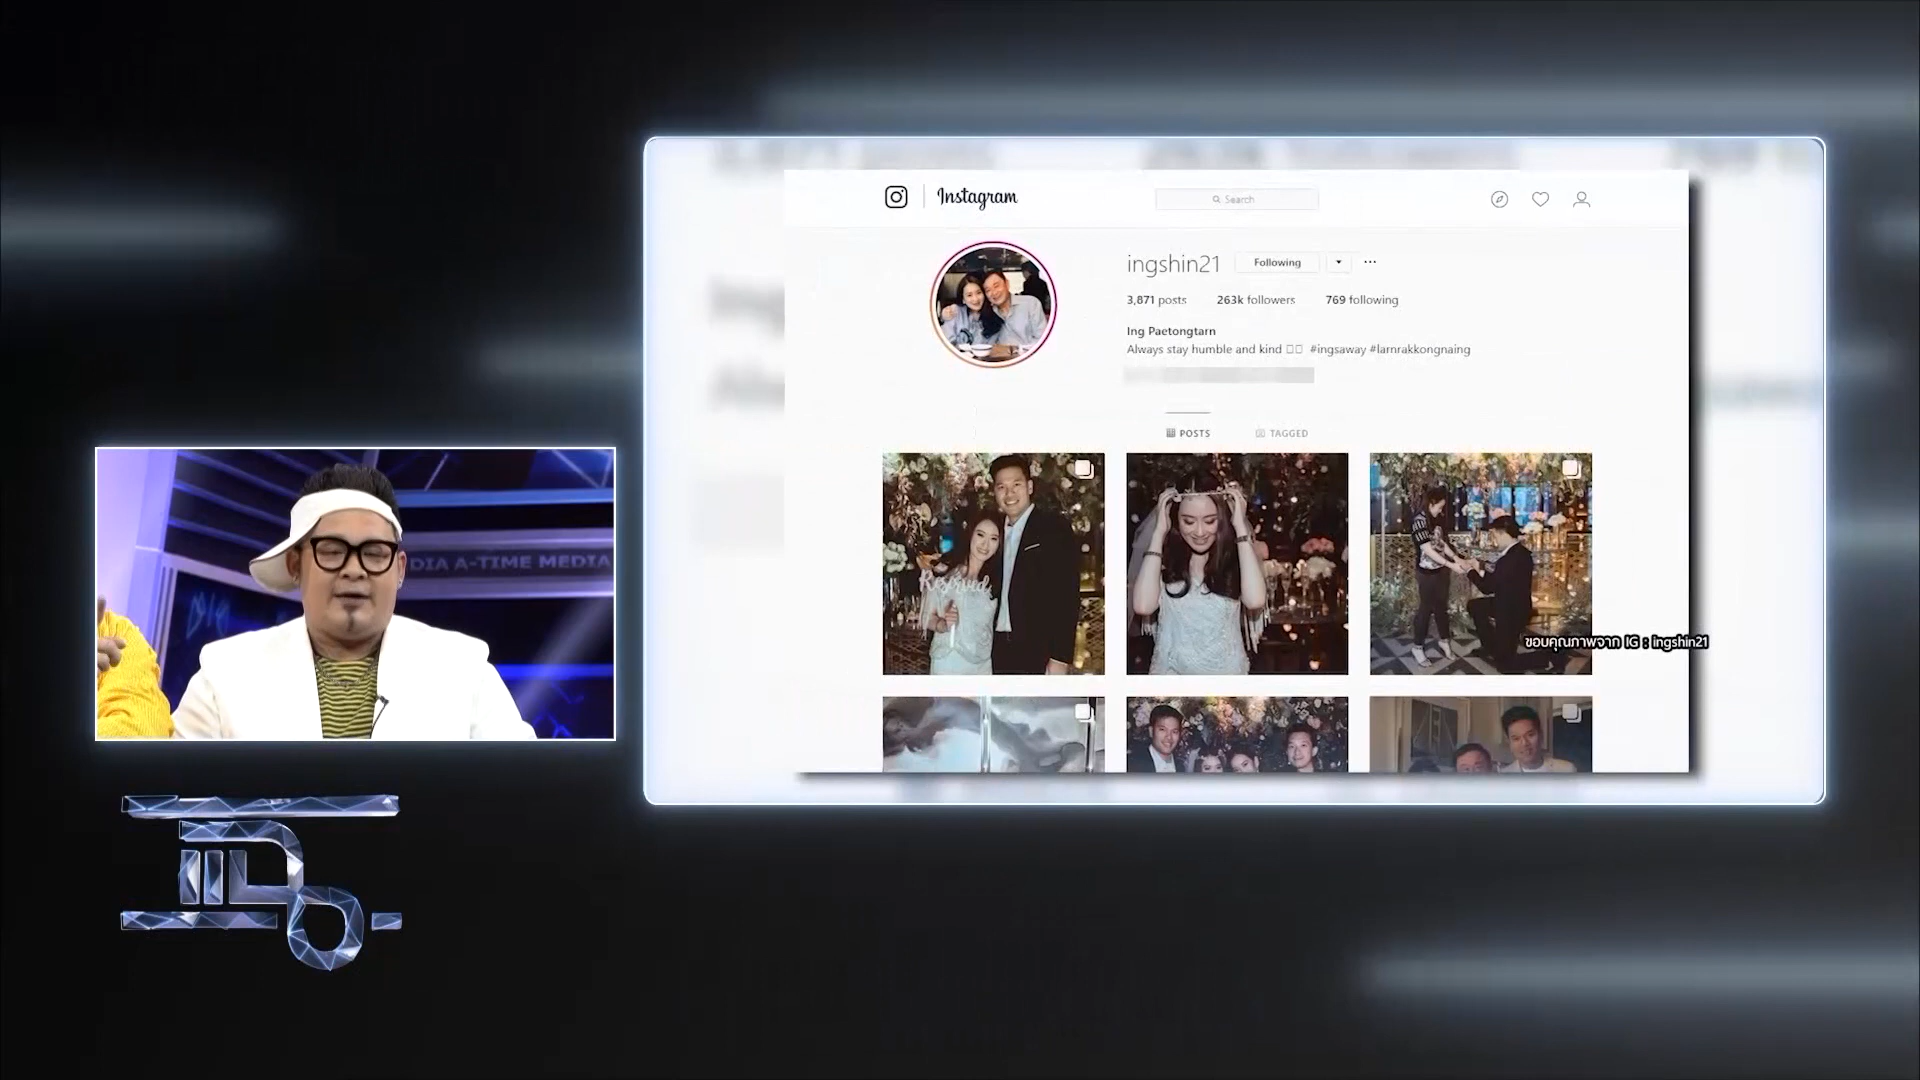 Instagram
Search
ingshin21 Following
3,871 posts 263k followers 769 following
Ing Paetongtarn
Always stay humble and kind #ingsaway #larnrakkongnaing
POSTS TAGGED
Reserved
ขอบคุณภาพจาก IG : ingshin21
DIA A-TIME MEDIA